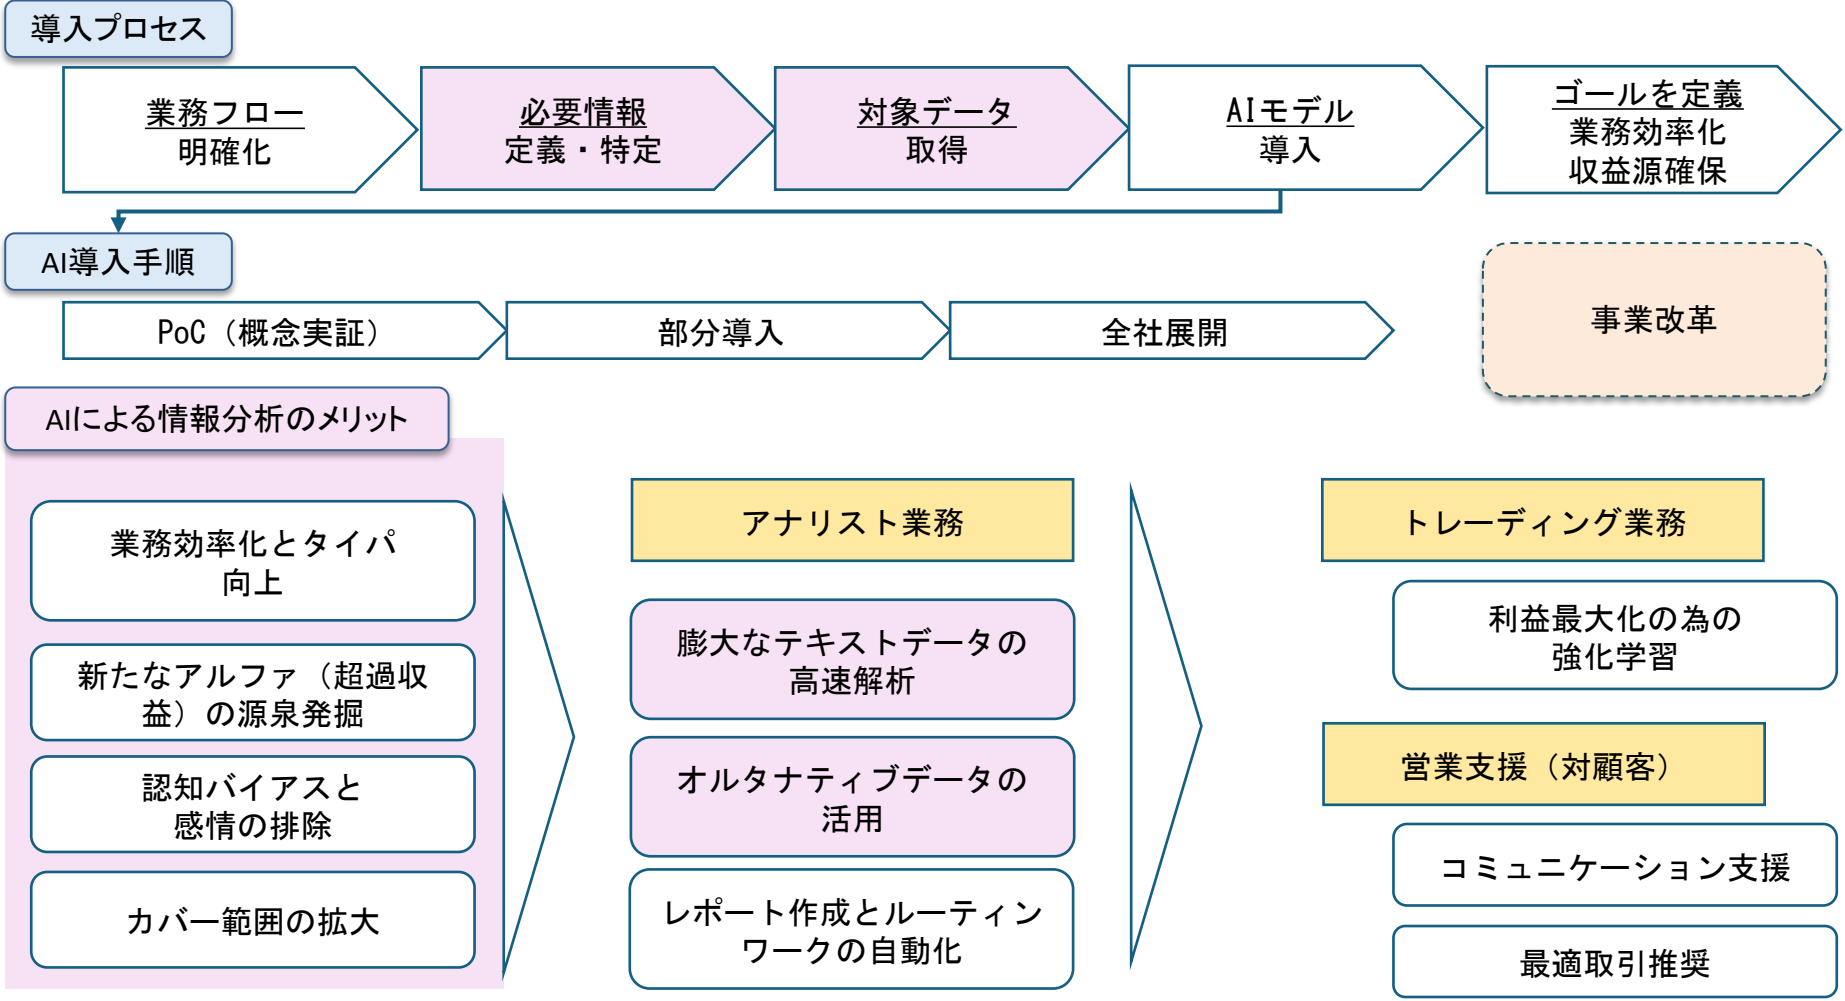 導入プロセス
業務フロー
明確化
必要情報
定義・特定
対象データ
取得
AIモデル
導入
ゴールを定義
業務効率化
収益源確保
AI導入手順
PoC（概念実証）
部分導入
全社展開
事業改革
AIによる情報分析のメリット
業務効率化とタイパ
向上
新たなアルファ（超過収
益）の源泉発掘
認知バイアスと
感情の排除
カバー範囲の拡大
アナリスト業務
膨大なテキストデータの
高速解析
オルタナティブデータの
活用
レポート作成とルーティン
ワークの自動化
トレーディング業務
利益最大化の為の
強化学習
営業支援（対顧客）
コミュニケーション支援
最適取引推奨